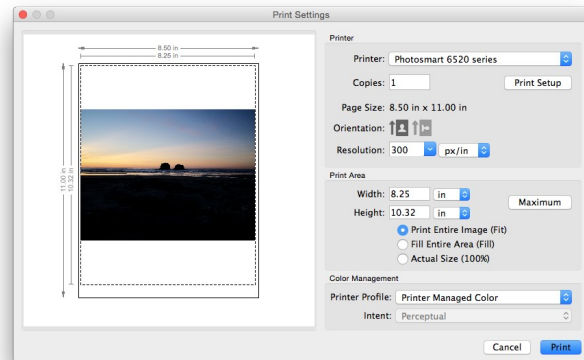 Print Settings
8.50 in
8.25 in
11.00 in
10.32 in
Printer
Printer: Photosmart 6520 series
Copies: 1 Print Setup
Page Size: 8.50 in x 11.00 in
Orientation:
Resolution: 300 px/in
Print Area
Width: 8.25 in
Maximum
Height: 10.32 in
Print Entire Image (Fit)
Fill Entire Area (Fill)
Actual Size (100%)
Color Management
Printer Profile: Printer Managed Color
Intent: Perceptual
Cancel Print